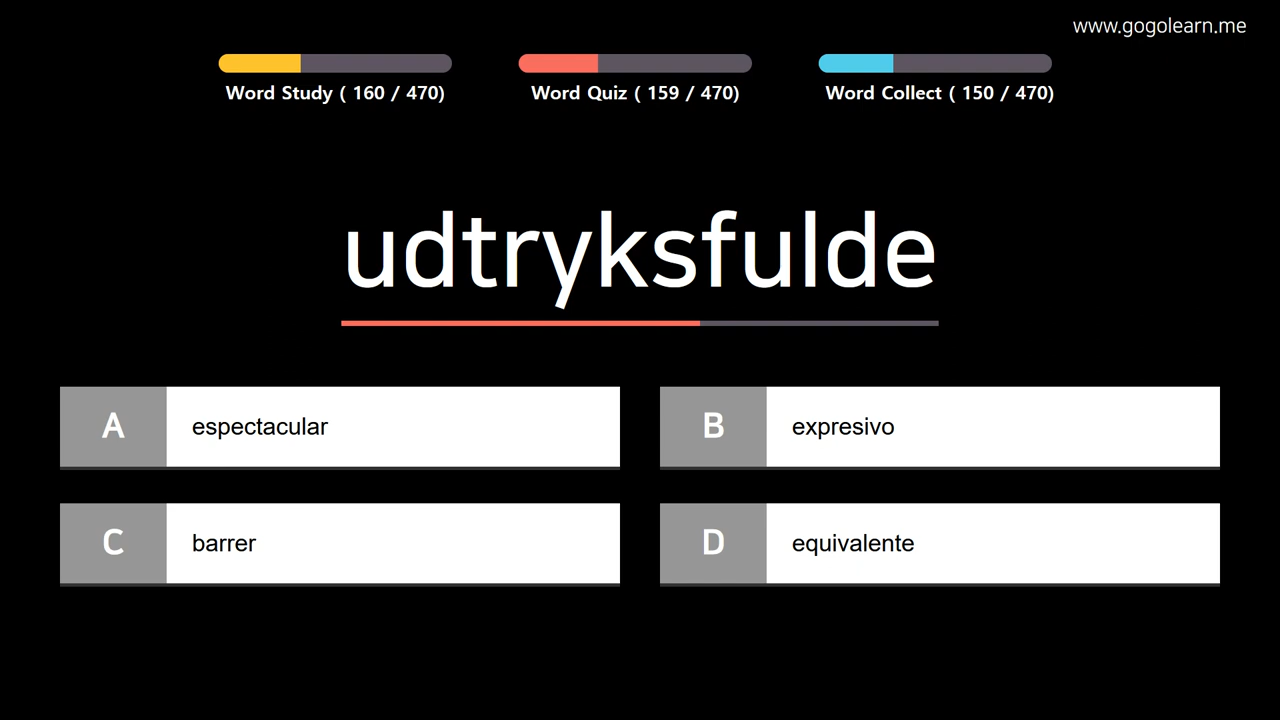 www.gogolearn.me
Word Study ( 160 / 470)
Word Quiz ( 159 / 470)
Word Collect ( 150 / 470)
udtryksfulde
A espectacular
B expresivo
C barrer
D equivalente